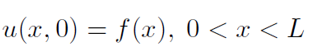 u(x, 0) = f(x), 0 < x < L